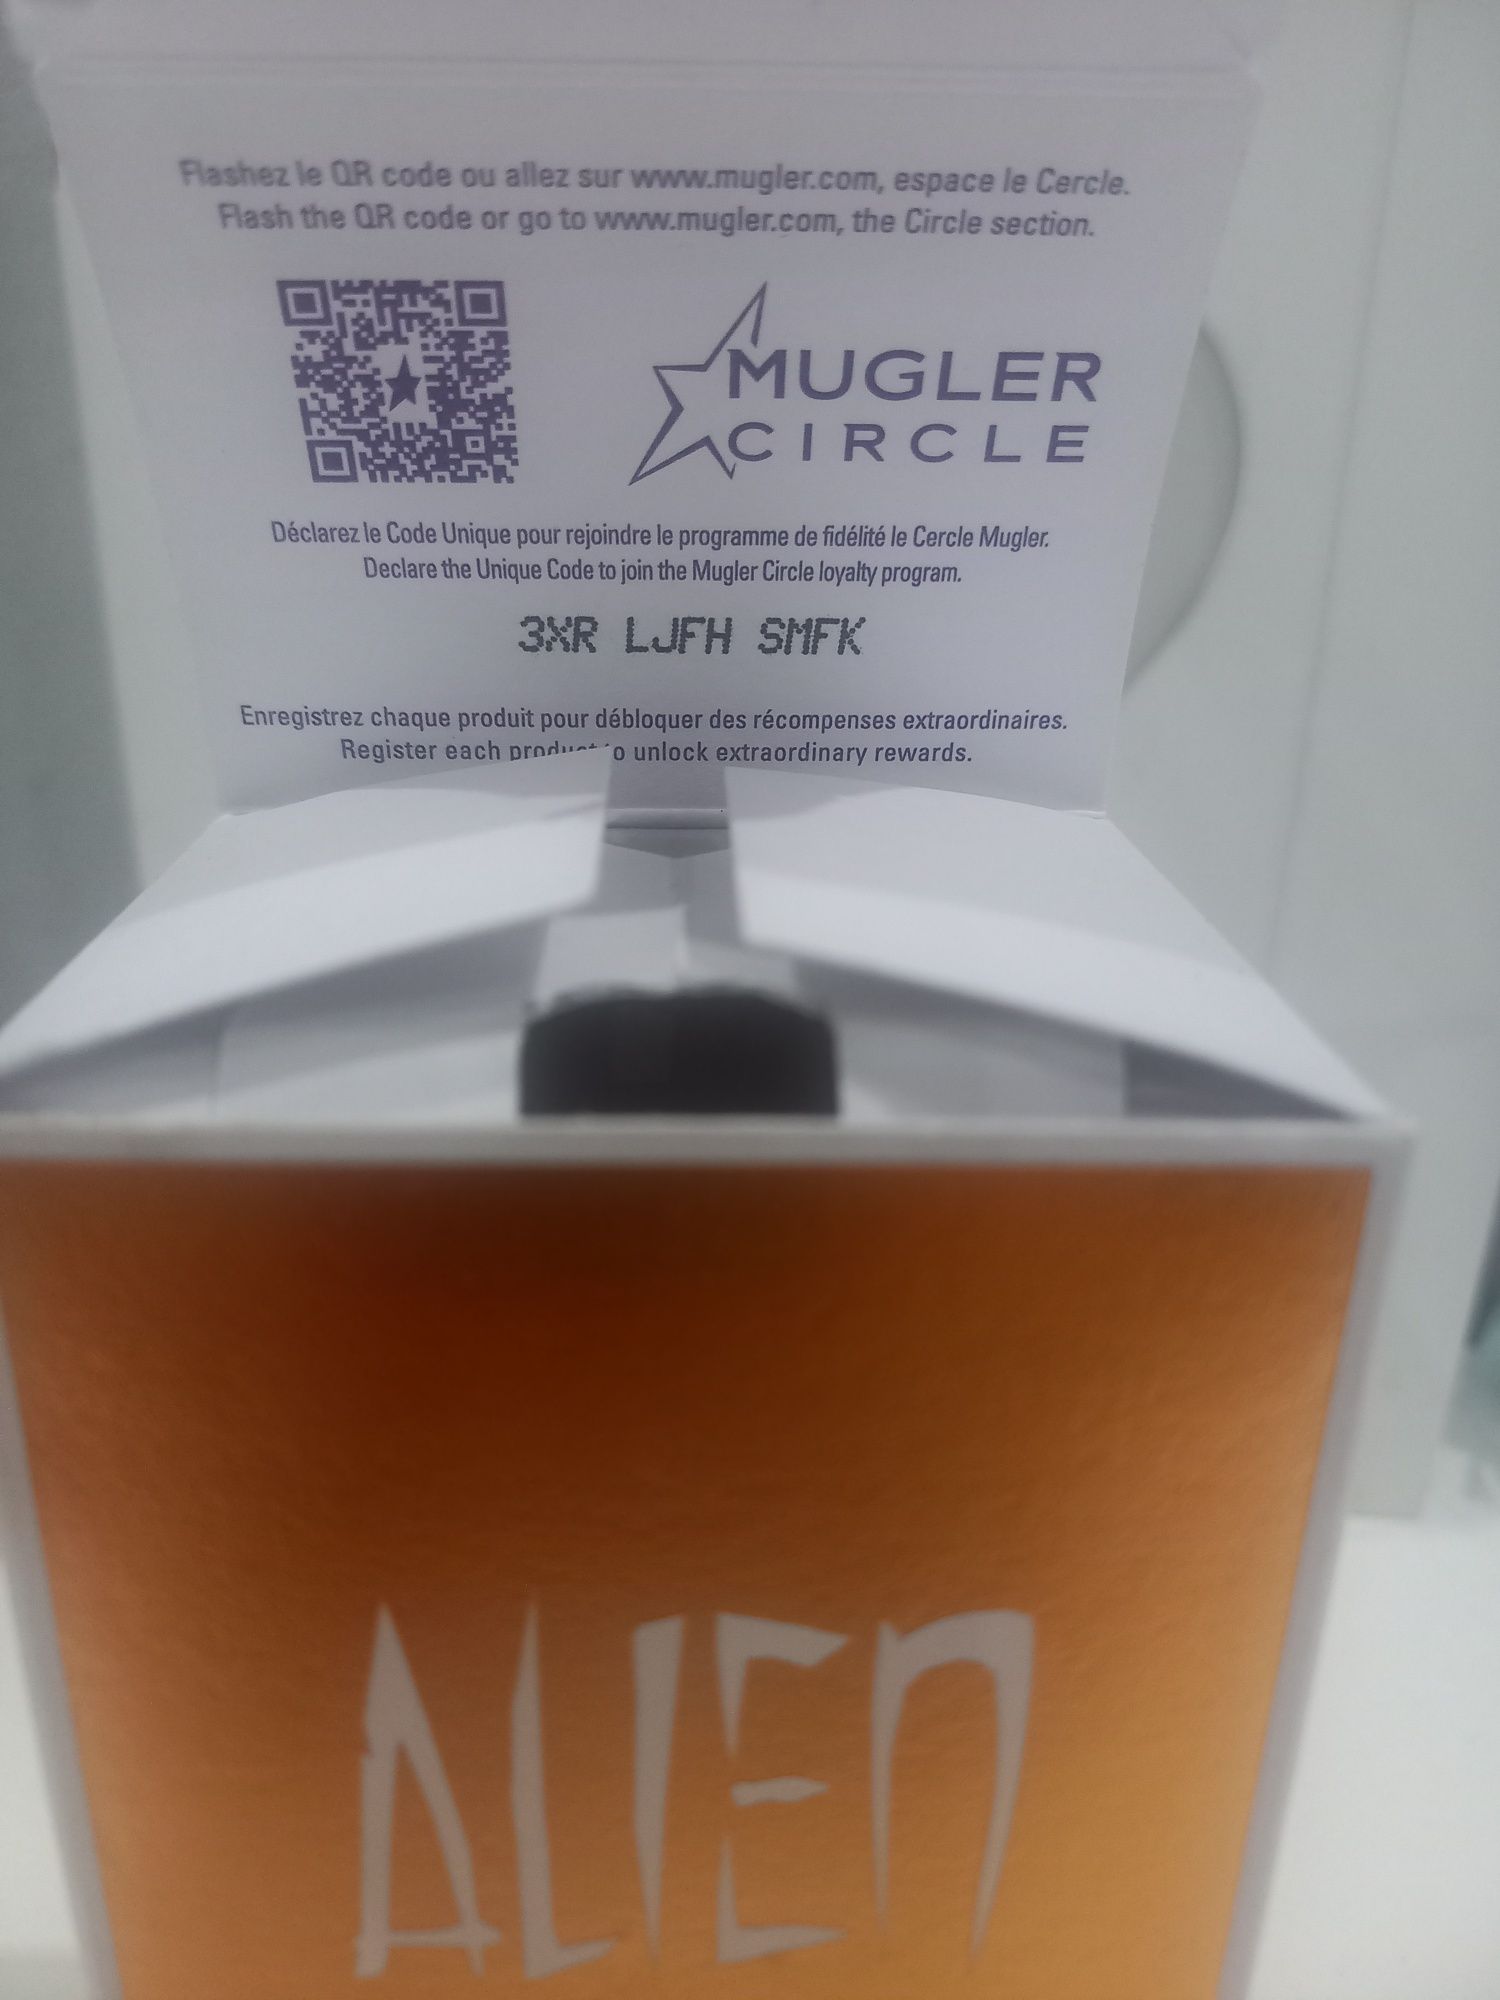 Flashez le QR code ou allez sur www.mugler.com, espace le Cercle.
Flash the QR code or go to www.mugler.com, the Circle section.
MUGLER
CIRCLE
Déclarez le Code Unique pour rejoindre le programme de fidélité le Cercle Mugler.
Declare the Unique Code to join the Mugler Circle loyalty program.
3XR LJFH SMFK
Enregistrez chaque produit pour débloquer des récompenses extraordinaires.
Register each product to unlock extraordinary rewards.
ALIEN